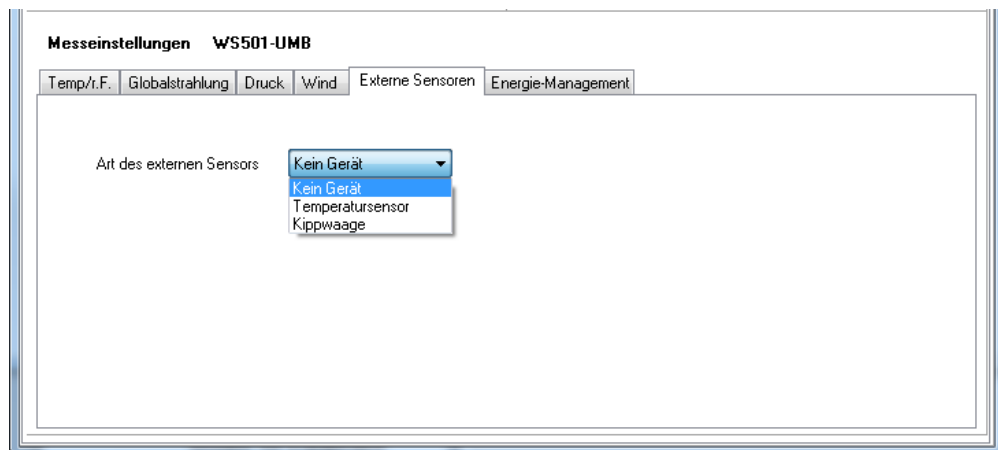 Messeinstellungen WS501-UMB
Temp/r.F. Globalstrahlung Druck Wind Externe Sensoren Energie-Management
Art des externen Sensors Kein Gerät
Kein Gerät
Temperatursensor
Kippwaage